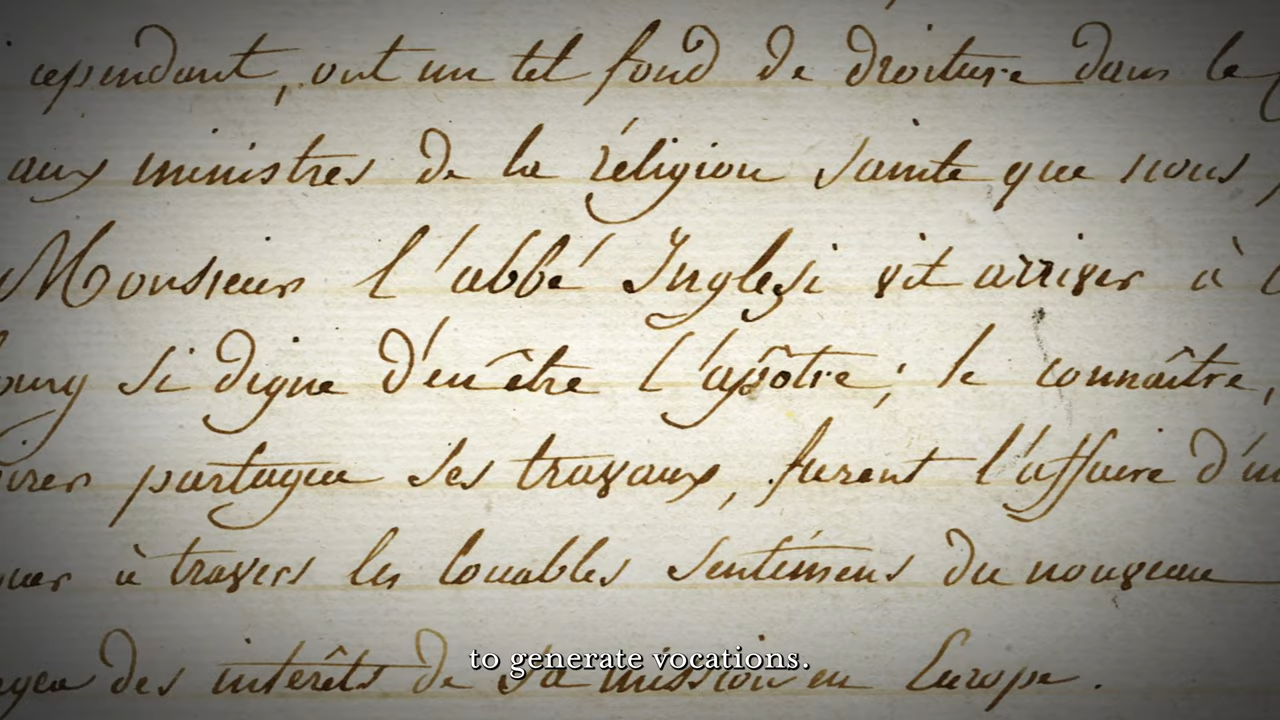 cependant, ont un tel fond de droiture dans le
aux ministres de la réligion sainte que nous
Monsieur l'abbé Inglesi vit arriver à
si digne d'en être l'apôtre; le connaître,
partager ses travaux, furent l'affaire d'un
à travers les louables sentimens du nouveau
des intérêts de sa mission en Europe.
to generate vocations.